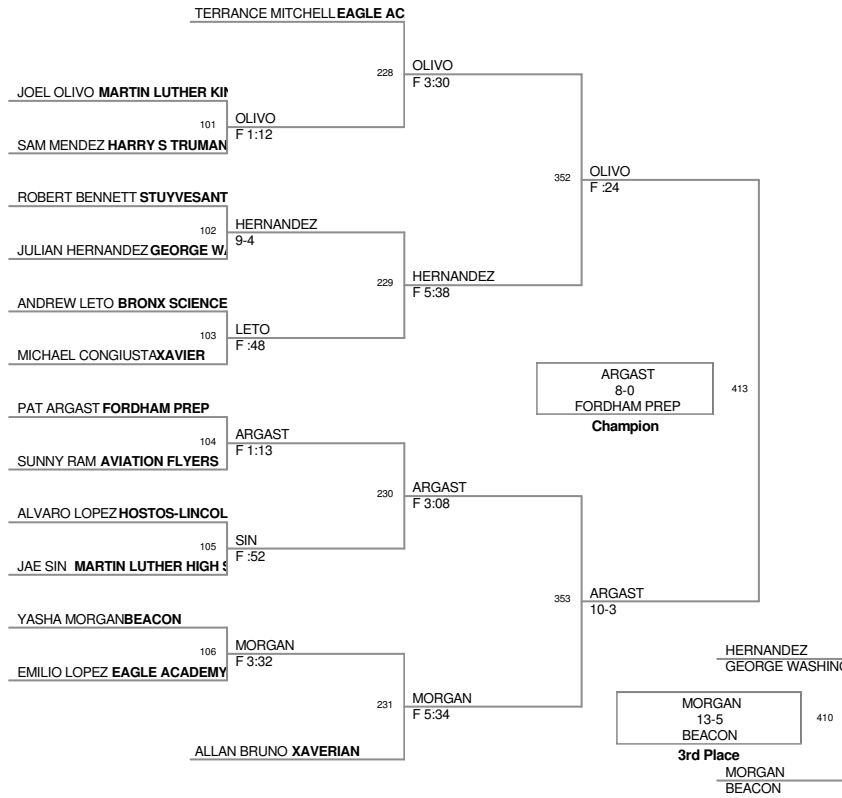 TERRANCE MITCHELL EAGLE AC
228
OLIVO
F 3:30
JOEL OLIVO MARTIN LUTHER KIN
101
OLIVO
F 1:12
SAM MENDEZ HARRY S TRUMAN
352
OLIVO
F :24
ROBERT BENNETT STUYVESANT
102
HERNANDEZ
9-4
JULIAN HERNANDEZ GEORGE WA
229
HERNANDEZ
F 5:38
ANDREW LETO BRONX SCIENCE
103
LETO
F :48
MICHAEL CONGIUSTA XAVIER
ARGAST
8-0
FORDHAM PREP
Champion
413
PAT ARGAST FORDHAM PREP
104
ARGAST
F 1:13
SUNNY RAM AVIATION FLYERS
230
ARGAST
F 3:08
ALVARO LOPEZ HOSTOS-LINCOL
105
SIN
F :52
JAE SIN MARTIN LUTHER HIGH S
353
ARGAST
10-3
YASHA MORGAN BEACON
106
MORGAN
F 3:32
EMILIO LOPEZ EAGLE ACADEMY
231
MORGAN
F 5:34
ALLAN BRUNO XAVERIAN
HERNANDEZ
GEORGE WASHING
MORGAN
13-5
BEACON
3rd Place
410
MORGAN
BEACON